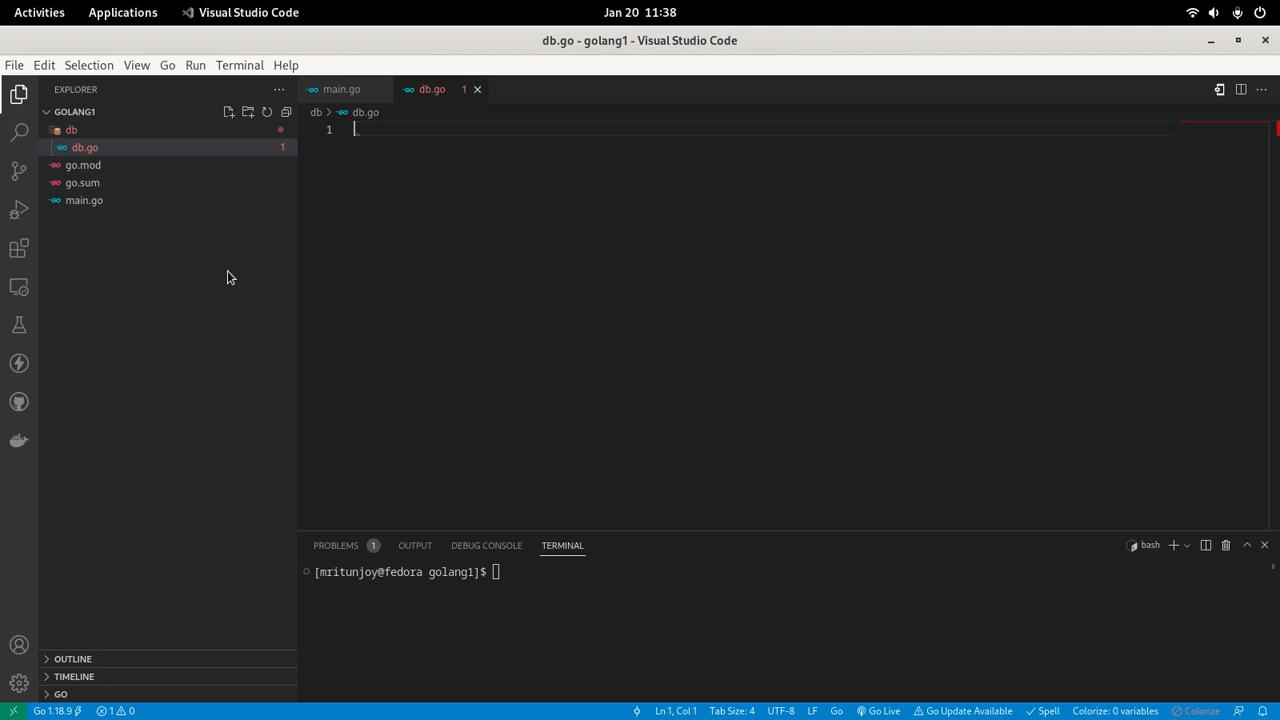 Activities Applications Visual Studio Code Jan 20 11:38
db.go - golang1 - Visual Studio Code
File Edit Selection View Go Run Terminal Help
EXPLORER
GOLANG1
db
db.go 1
go.mod
go.sum
main.go
OUTLINE
TIMELINE
GO
main.go db.go 1
db > db.go
1
PROBLEMS 1 OUTPUT DEBUG CONSOLE TERMINAL bash
[mritunjoy@fedora golang1]$
Go 1.18.9 1 0 Ln 1, Col 1 Tab Size: 4 UTF-8 LF Go Go Live Go Update Available Spell Colorize: 0 variables Colorize